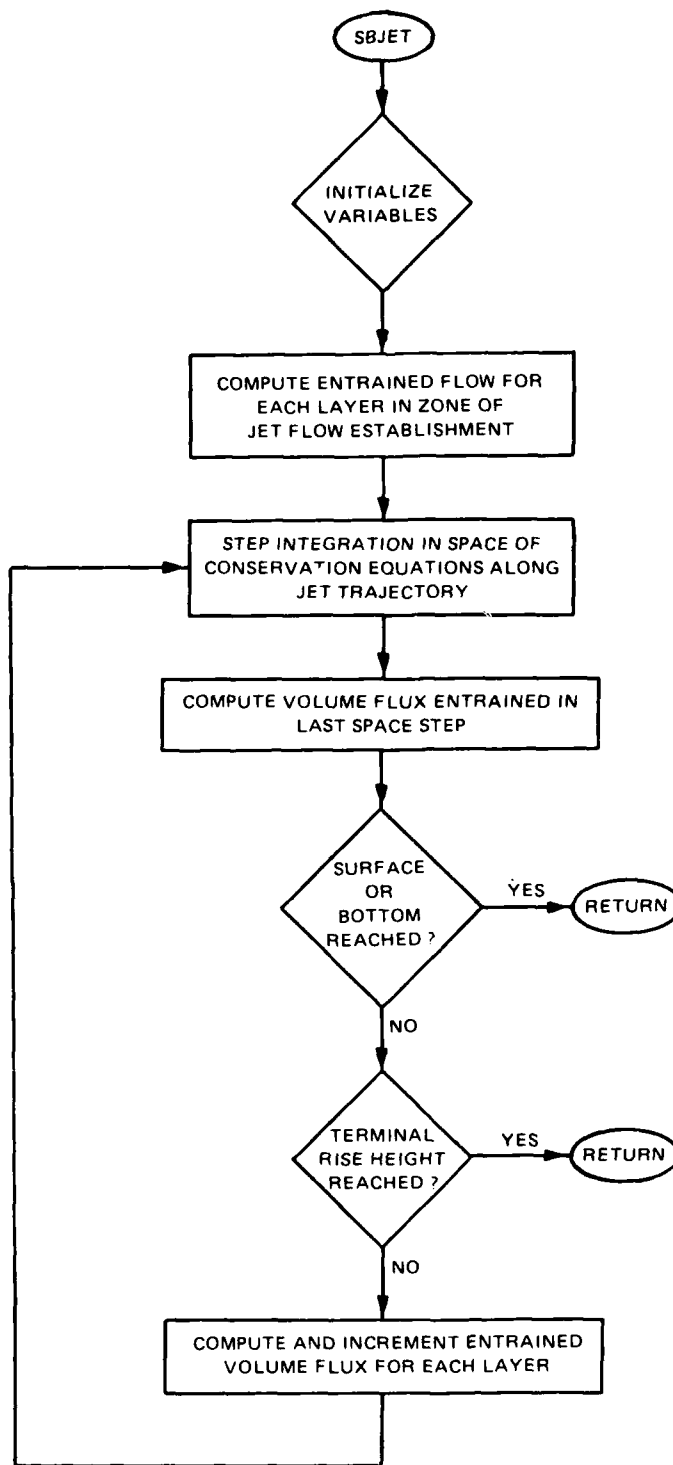 SBJET
INITIALIZE
VARIABLES
COMPUTE ENTRAINED FLOW FOR
EACH LAYER IN ZONE OF
JET FLOW ESTABLISHMENT
STEP INTEGRATION IN SPACE OF
CONSERVATION EQUATIONS ALONG
JET TRAJECTORY
COMPUTE VOLUME FLUX ENTRAINED IN
LAST SPACE STEP
SURFACE
OR
BOTTOM
REACHED ?
YES
RETURN
NO
TERMINAL
RISE HEIGHT
REACHED ?
YES
RETURN
NO
COMPUTE AND INCREMENT ENTRAINED
VOLUME FLUX FOR EACH LAYER